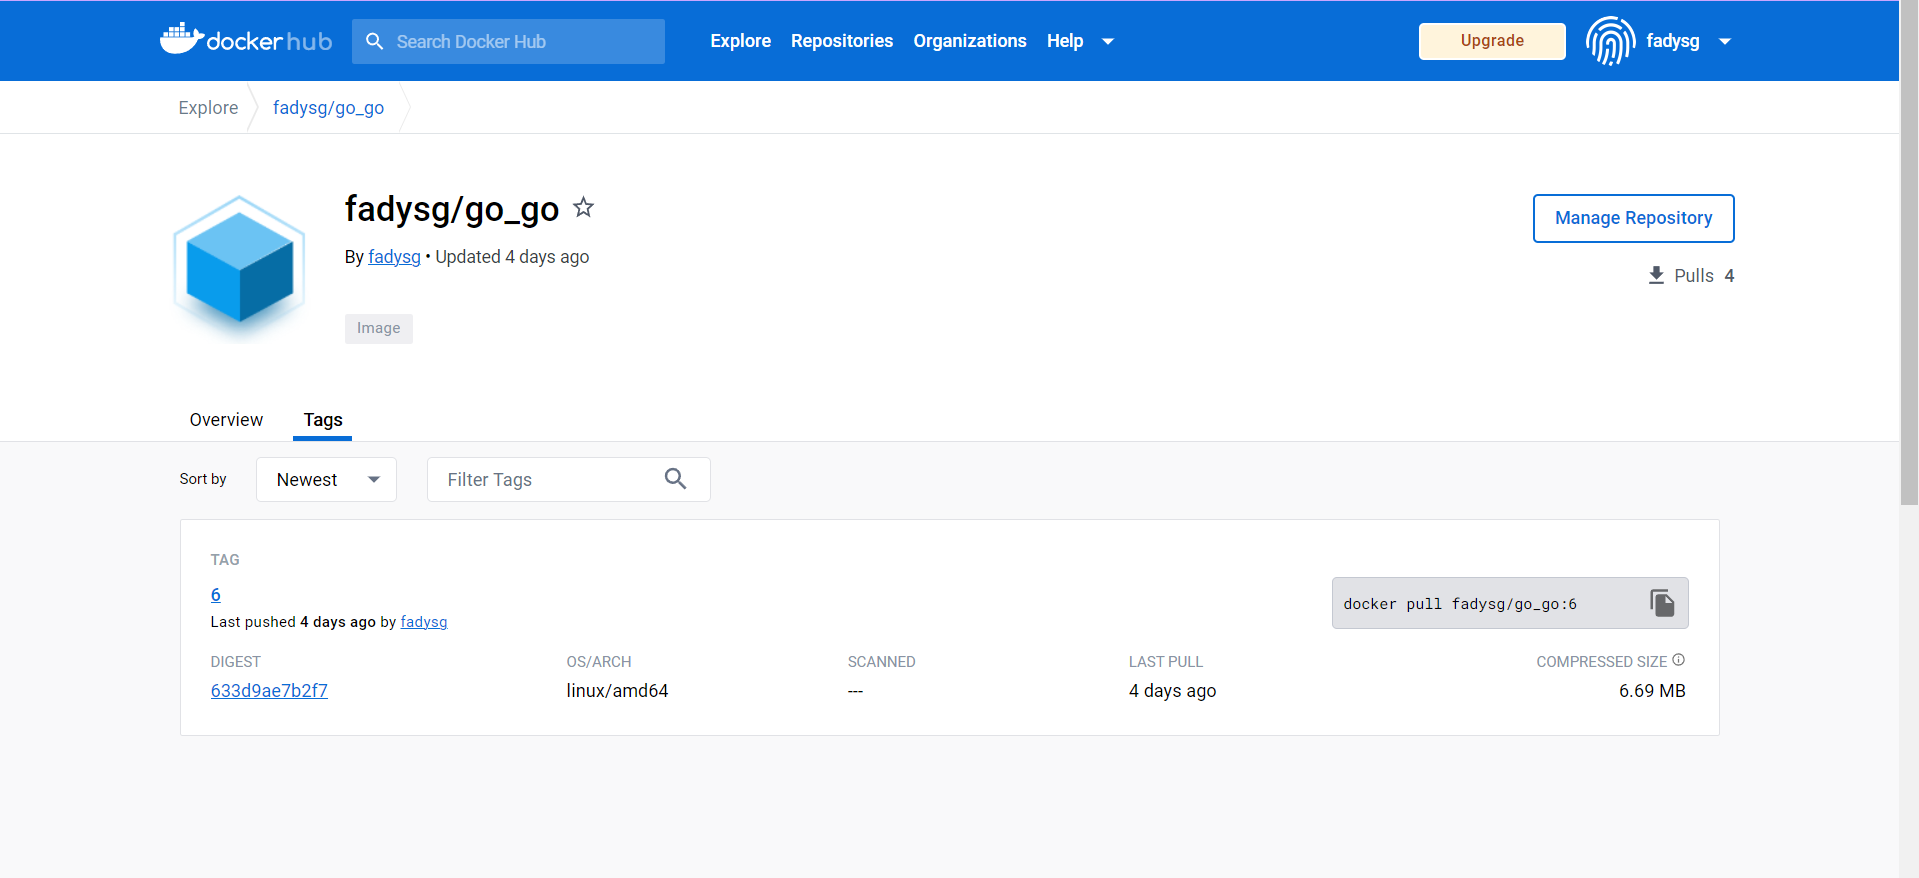 docker hub
Search Docker Hub
Explore Repositories Organizations Help
Upgrade
fadysg
Explore
fadysg/go_go
fadysg/go_go
By fadysg • Updated 4 days ago
Image
Manage Repository
Pulls 4
Overview
Tags
Sort by
Newest
Filter Tags
TAG
6
Last pushed 4 days ago by fadysg
docker pull fadysg/go_go:6
DIGEST OS/ARCH SCANNED LAST PULL COMPRESSED SIZE
633d9ae7b2f7 linux/amd64 --- 4 days ago 6.69 MB